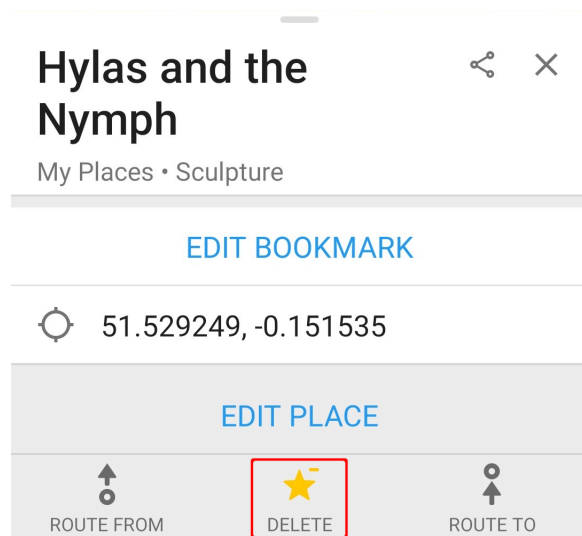 Hylas and the
Nymph
My Places • Sculpture
EDIT BOOKMARK
51.529249, -0.151535
EDIT PLACE
ROUTE FROM DELETE ROUTE TO